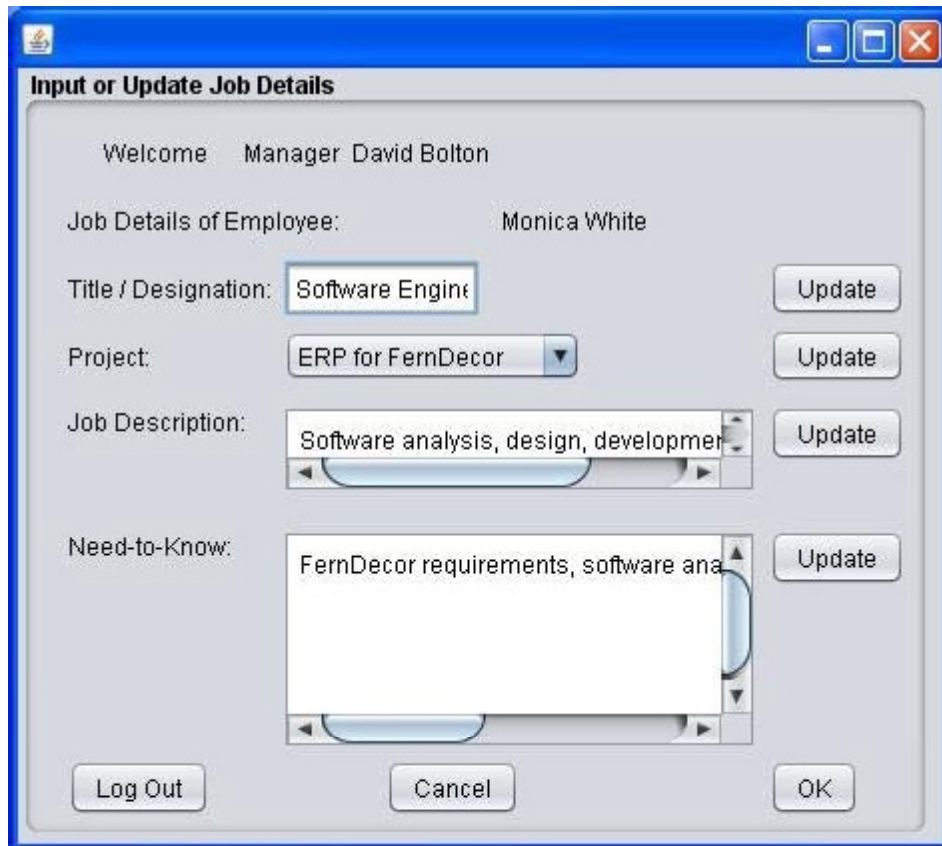 Input or Update Job Details
Welcome Manager David Bolton
Job Details of Employee: Monica White
Title / Designation: Software Engine Update
Project: ERP for FernDecor Update
Job Description: Software analysis, design, developmer Update
Need-to-Know: FernDecor requirements, software ana Update
Log Out Cancel OK